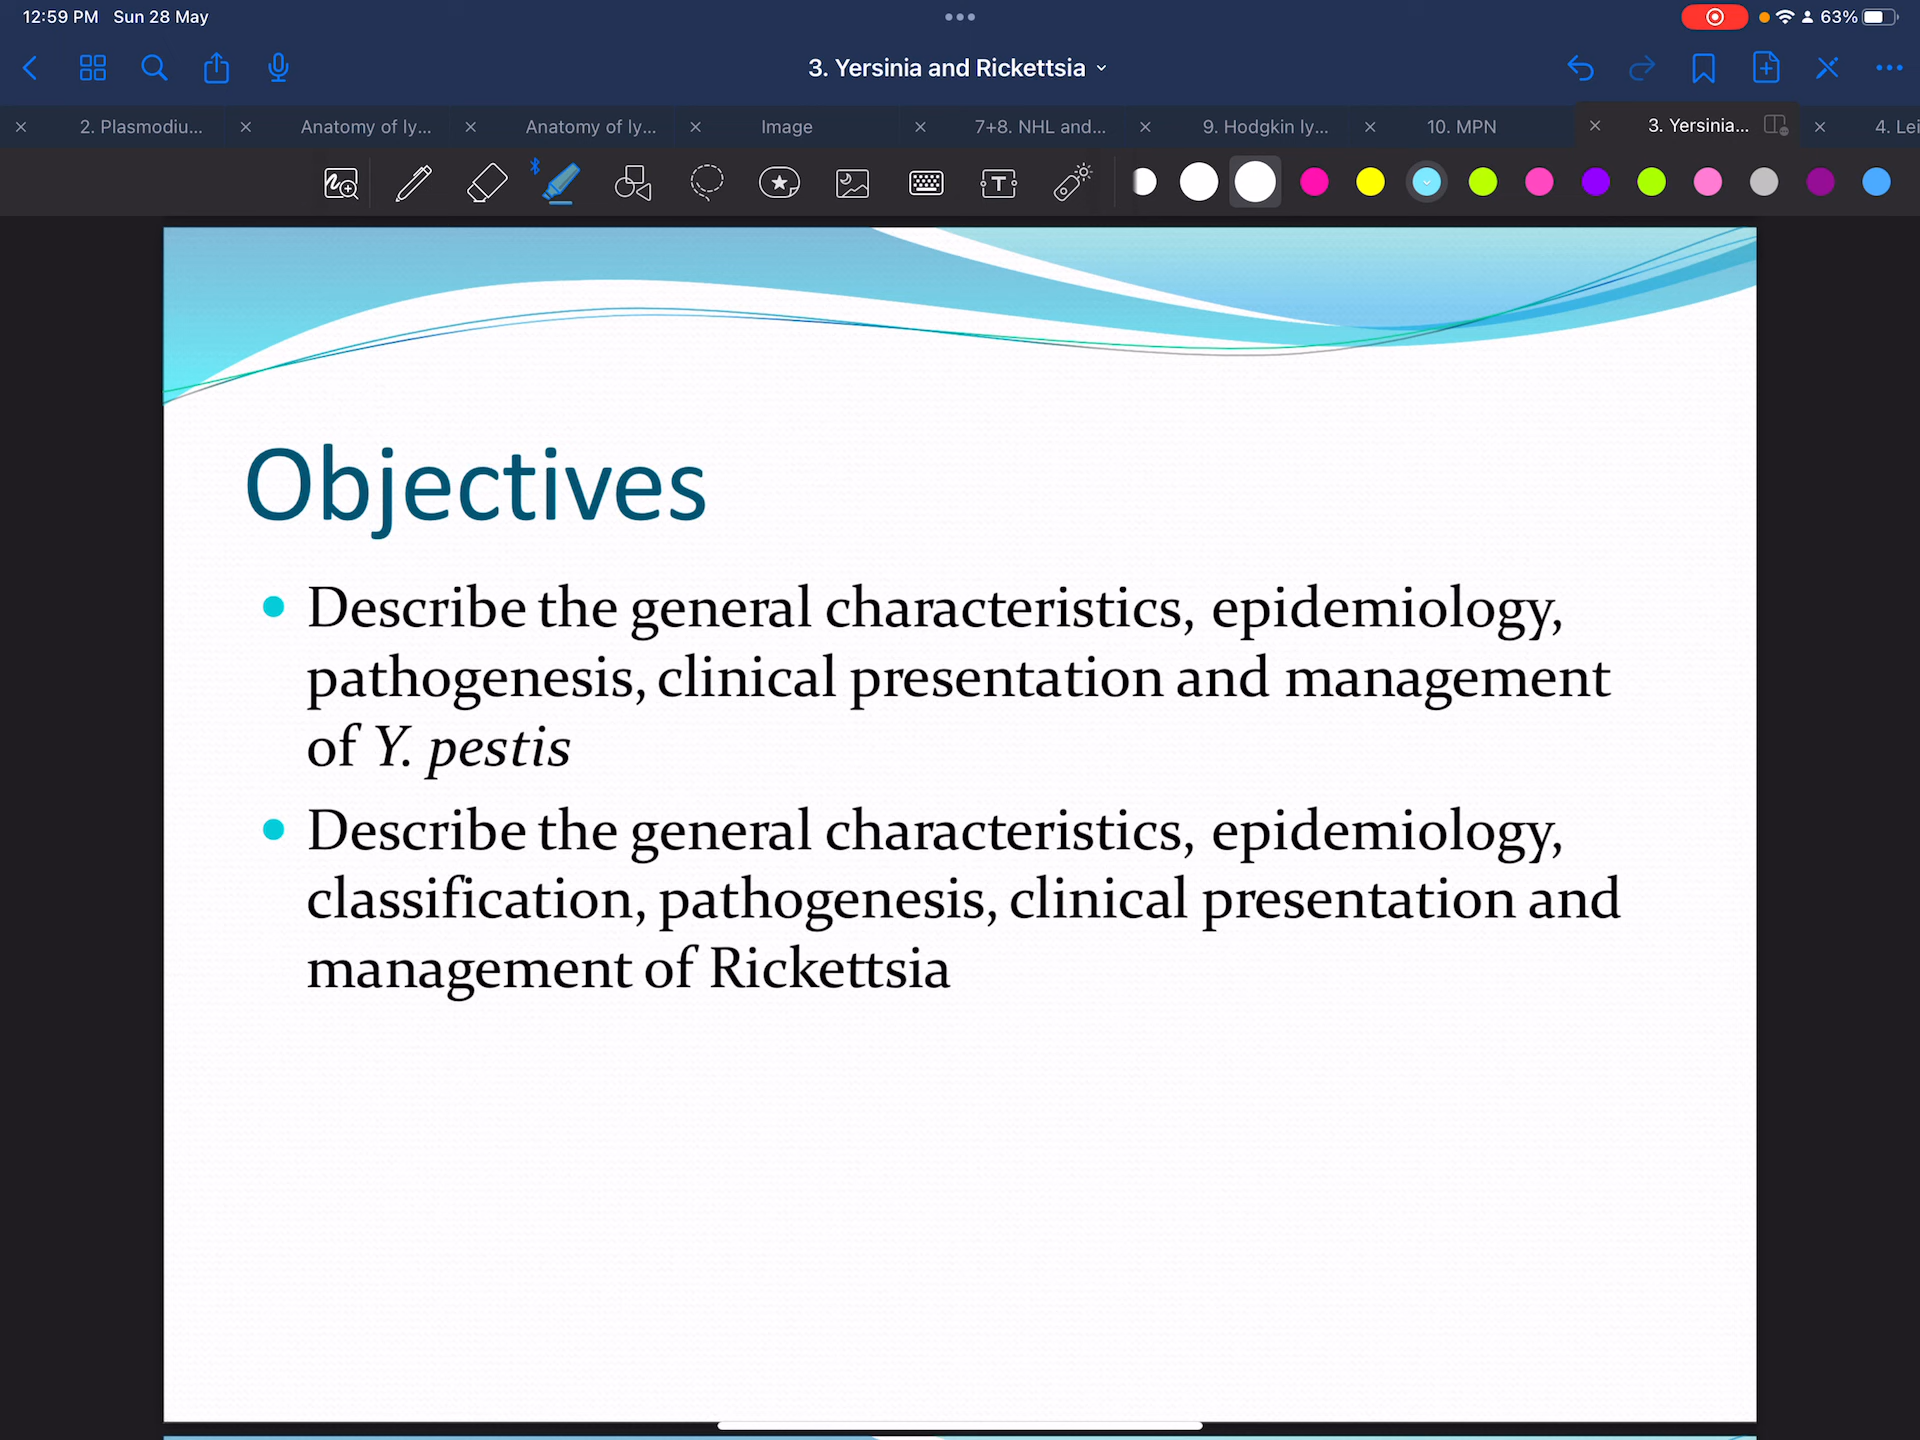 12:59 PM Sun 28 May
63%
3. Yersinia and Rickettsia
2. Plasmodiu...
Anatomy of ly...
Anatomy of ly...
Image
7+8. NHL and...
9. Hodgkin ly...
10. MPN
3. Yersinia...
4. Lei
T
Objectives
• Describe the general characteristics, epidemiology,
pathogenesis, clinical presentation and management
of Y. pestis
• Describe the general characteristics, epidemiology,
classification, pathogenesis, clinical presentation and
management of Rickettsia